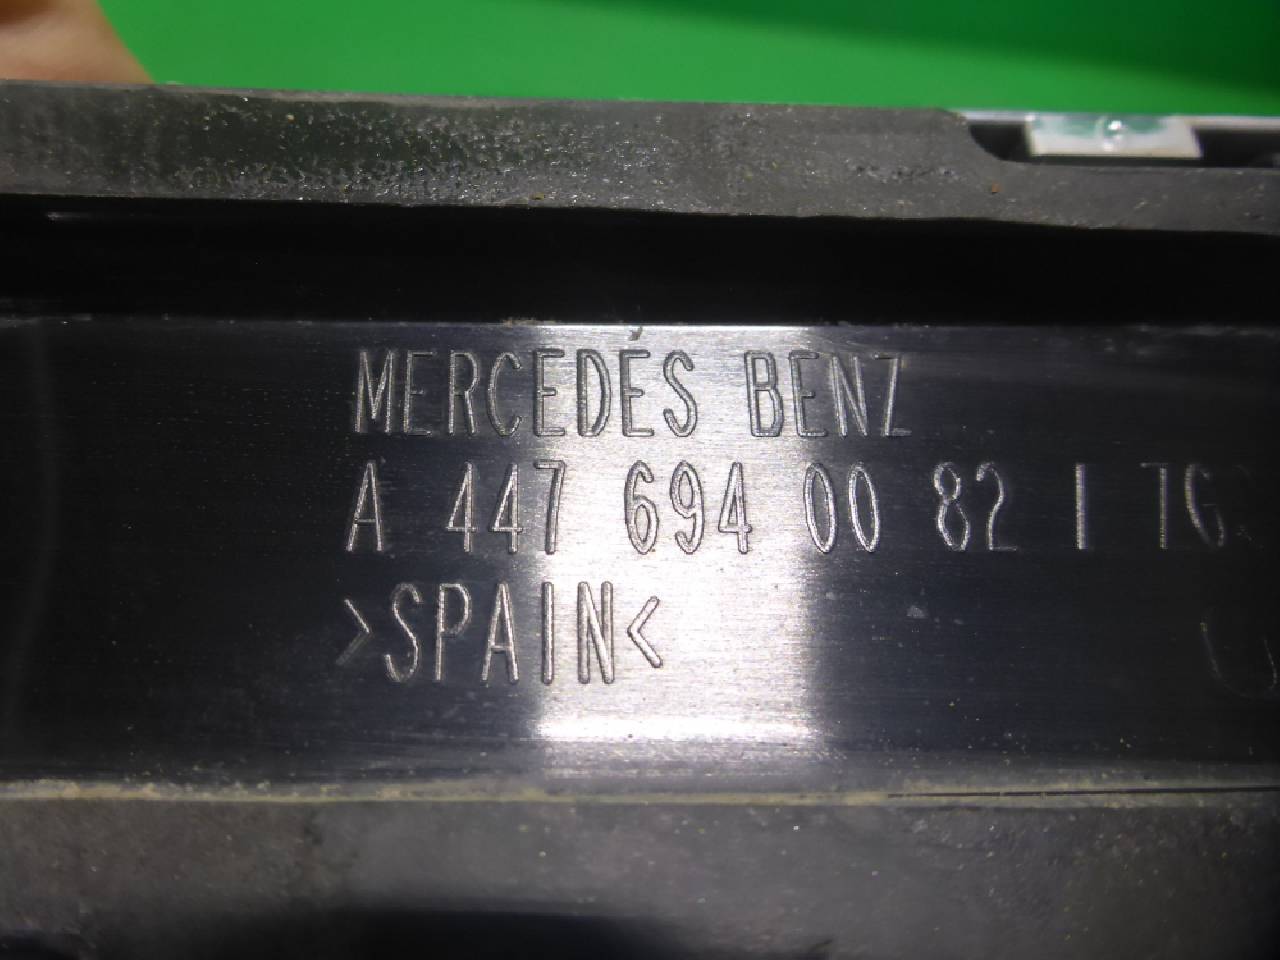 MERCEDES BENZ
A 447 694 00 82 I
>SPAIN<